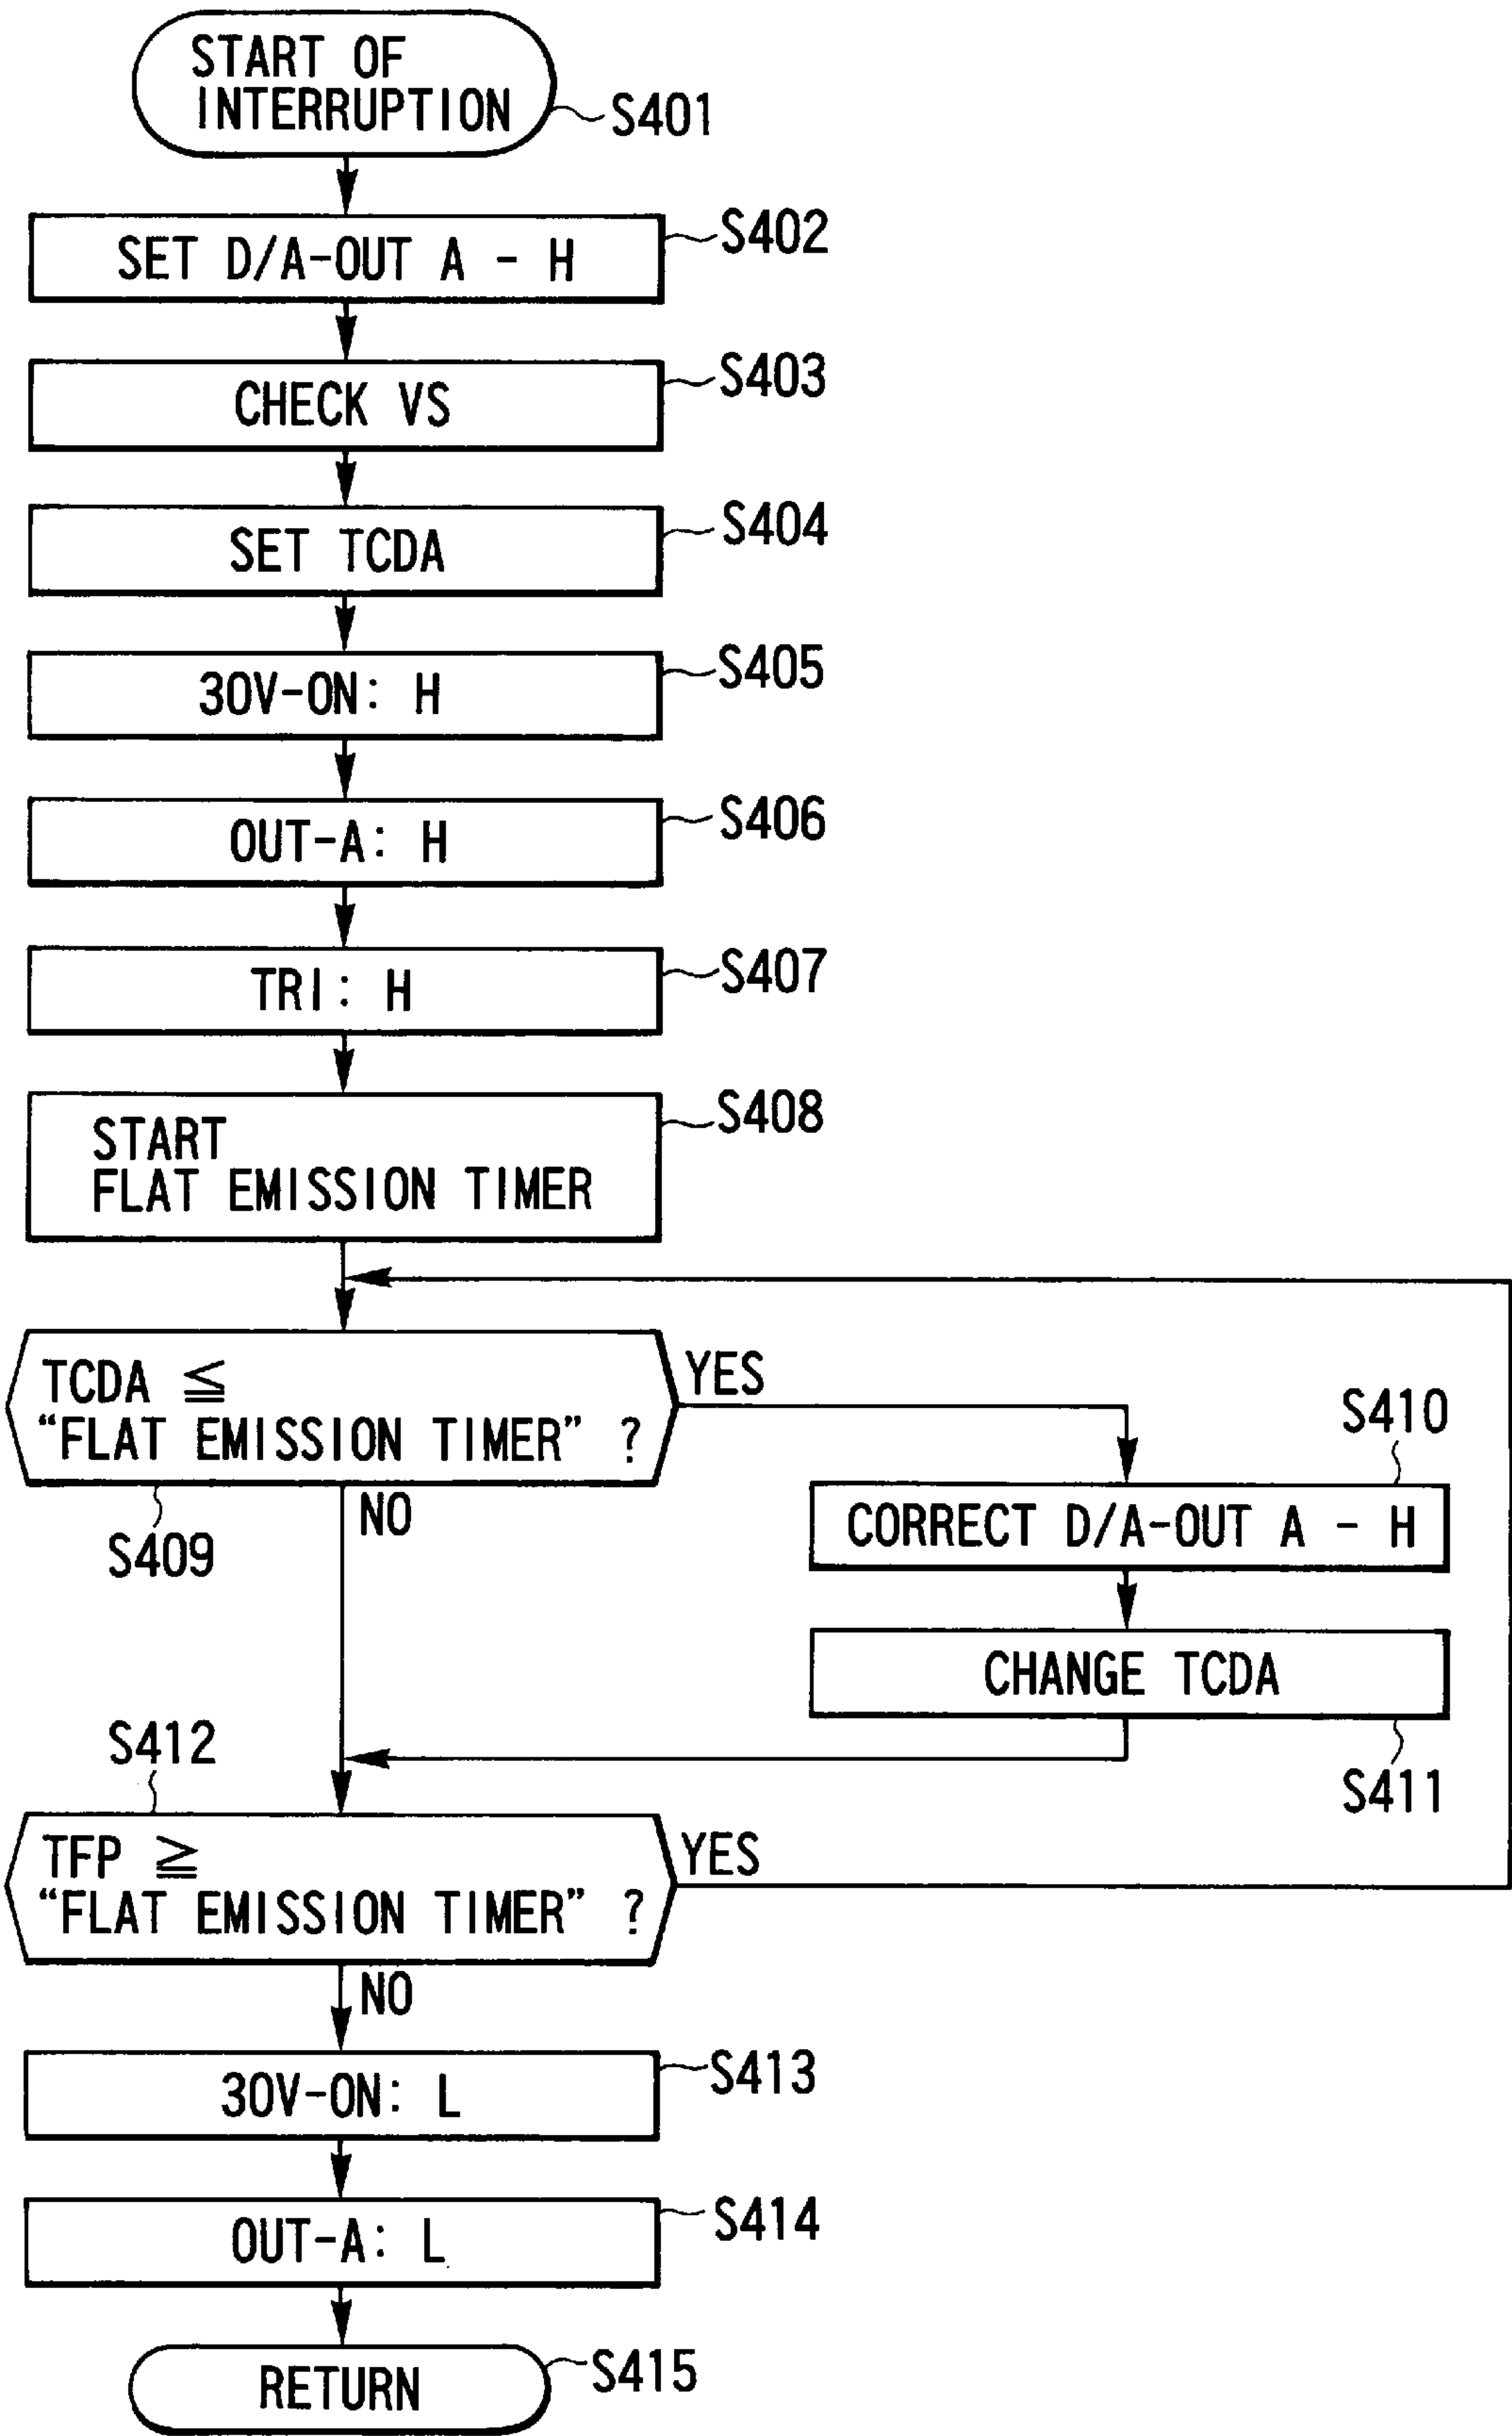 START OF
INTERRUPTION
S401
SET D/A-OUT A - H
S402
CHECK VS
S403
SET TCDA
S404
30V-ON: H
S405
OUT-A: H
S406
TRI: H
S407
START
FLAT EMISSION TIMER
S408
TCDA ≦
“FLAT EMISSION TIMER” ?
YES
NO
S409
S410
CORRECT D/A-OUT A - H
CHANGE TCDA
S411
S412
TFP ≧
“FLAT EMISSION TIMER” ?
YES
NO
30V-ON: L
S413
OUT-A: L
S414
RETURN
S415